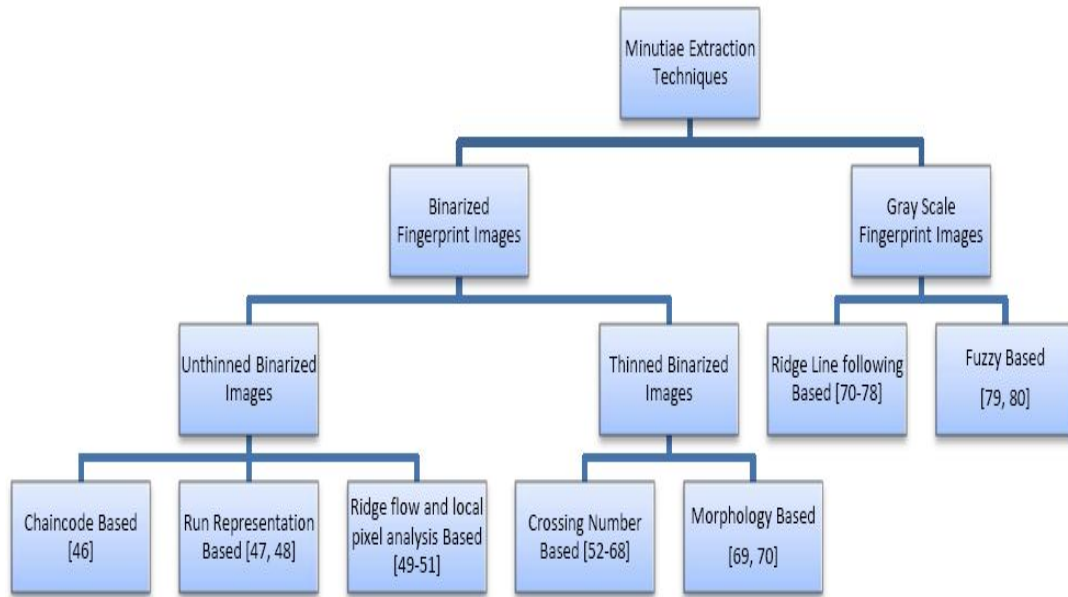 Minutiae Extraction
Techniques
Binarized
Fingerprint Images
Gray Scale
Fingerprint Images
Unthinned Binarized
Images
Thinned Binarized
Images
Ridge Line following
Based [70-78]
Fuzzy Based
[79, 80]
Chaincode Based
[46]
Run Representation
Based [47, 48]
Ridge flow and local
pixel analysis Based
[49-51]
Crossing Number
Based [52-68]
Morphology Based
[69, 70]